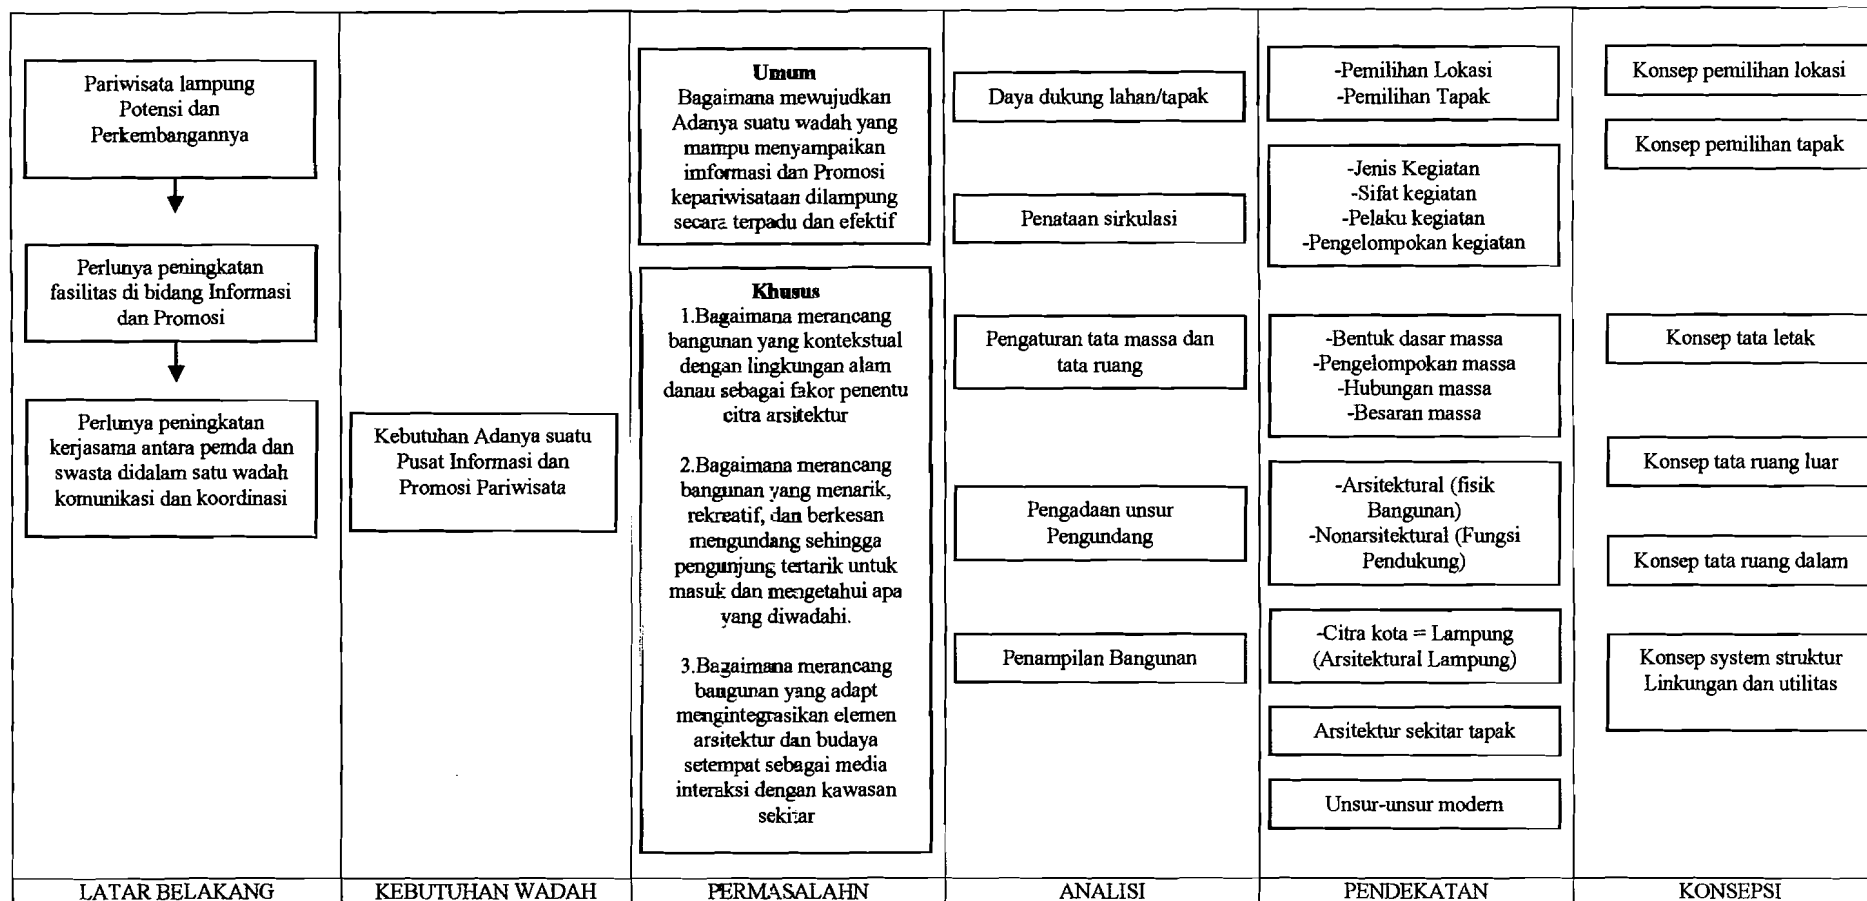 Pariwisata lampung
Potensi dan
Perkembangannya
Perlunya peningkatan
fasilitas di bidang Informasi
dan Promosi
Perlunya peningkatan
kerjasama antara pemda dan
swasta didalam satu wadah
komunikasi dan koordinasi
LATAR BELAKANG
Kebutuhan Adanya suatu
Pusat Informasi dan
Promosi Pariwisata
KEBUTUHAN WADAH
Umum
Bagaimana mewujudkan
Adanya suatu wadah yang
mampu menyampaikan
imformasi dan Promosi
kepariwisataan dilampung
secara terpadu dan efektif
Khusus
1.Bagaimana merancang
bangunan yang kontekstual
dengan lingkungan alam
danau sebagai fakor penentu
citra arsitektur
2.Bagaimana merancang
bangunan yang menarik,
rekreatif, dan berkesan
mengundang sehingga
pengunjung tertarik untuk
masuk dan mengetahui apa
yang diwadahi.
3.Bagaimana merancang
bangunan yang adapt
mengintegrasikan elemen
arsitektur dan budaya
setempat sebagai media
interaksi dengan kawasan
sekitar
PERMASALAHN
Daya dukung lahan/tapak
Penataan sirkulasi
Pengaturan tata massa dan
tata ruang
Pengadaan unsur
Pengundang
Penampilan Bangunan
ANALISI
-Pemilihan Lokasi
-Pemilihan Tapak
-Jenis Kegiatan
-Sifat kegiatan
-Pelaku kegiatan
-Pengelompokan kegiatan
-Bentuk dasar massa
-Pengelompokan massa
-Hubungan massa
-Besaran massa
-Arsitektural (fisik
Bangunan)
-Nonarsitektural (Fungsi
Pendukung)
-Citra kota = Lampung
(Arsitektural Lampung)
Arsitektur sekitar tapak
Unsur-unsur modern
PENDEKATAN
Konsep pemilihan lokasi
Konsep pemilihan tapak
Konsep tata letak
Konsep tata ruang luar
Konsep tata ruang dalam
Konsep system struktur
Linkungan dan utilitas
KONSEPSI